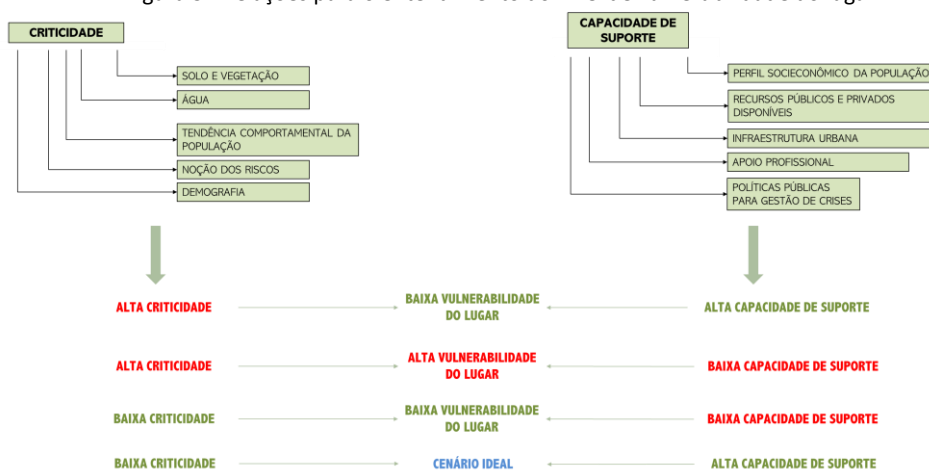 CRITICIDADE
SOLO E VEGETAÇÃO
ÁGUA
TENDÊNCIA COMPORTAMENTAL DA
POPULAÇÃO
NOÇÃO DOS RISCOS
DEMOGRAFIA
CAPACIDADE DE
SUPORTE
PERFIL SOCIECONÔMICO DA POPULAÇÃO
RECURSOS PÚBLICOS E PRIVADOS
DISPONÍVEIS
INFRAESTRUTURA URBANA
APOIO PROFISSIONAL
POLÍTICAS PÚBLICAS
PARA GESTÃO DE CRISES
ALTA CRITICIDADE
BAIXA VULNERABILIDADE
DO LUGAR
ALTA CAPACIDADE DE SUPORTE
ALTA CRITICIDADE
ALTA VULNERABILIDADE
DO LUGAR
BAIXA CAPACIDADE DE SUPORTE
BAIXA CRITICIDADE
BAIXA VULNERABILIDADE
DO LUGAR
BAIXA CAPACIDADE DE SUPORTE
BAIXA CRITICIDADE
CENÁRIO IDEAL
ALTA CAPACIDADE DE SUPORTE